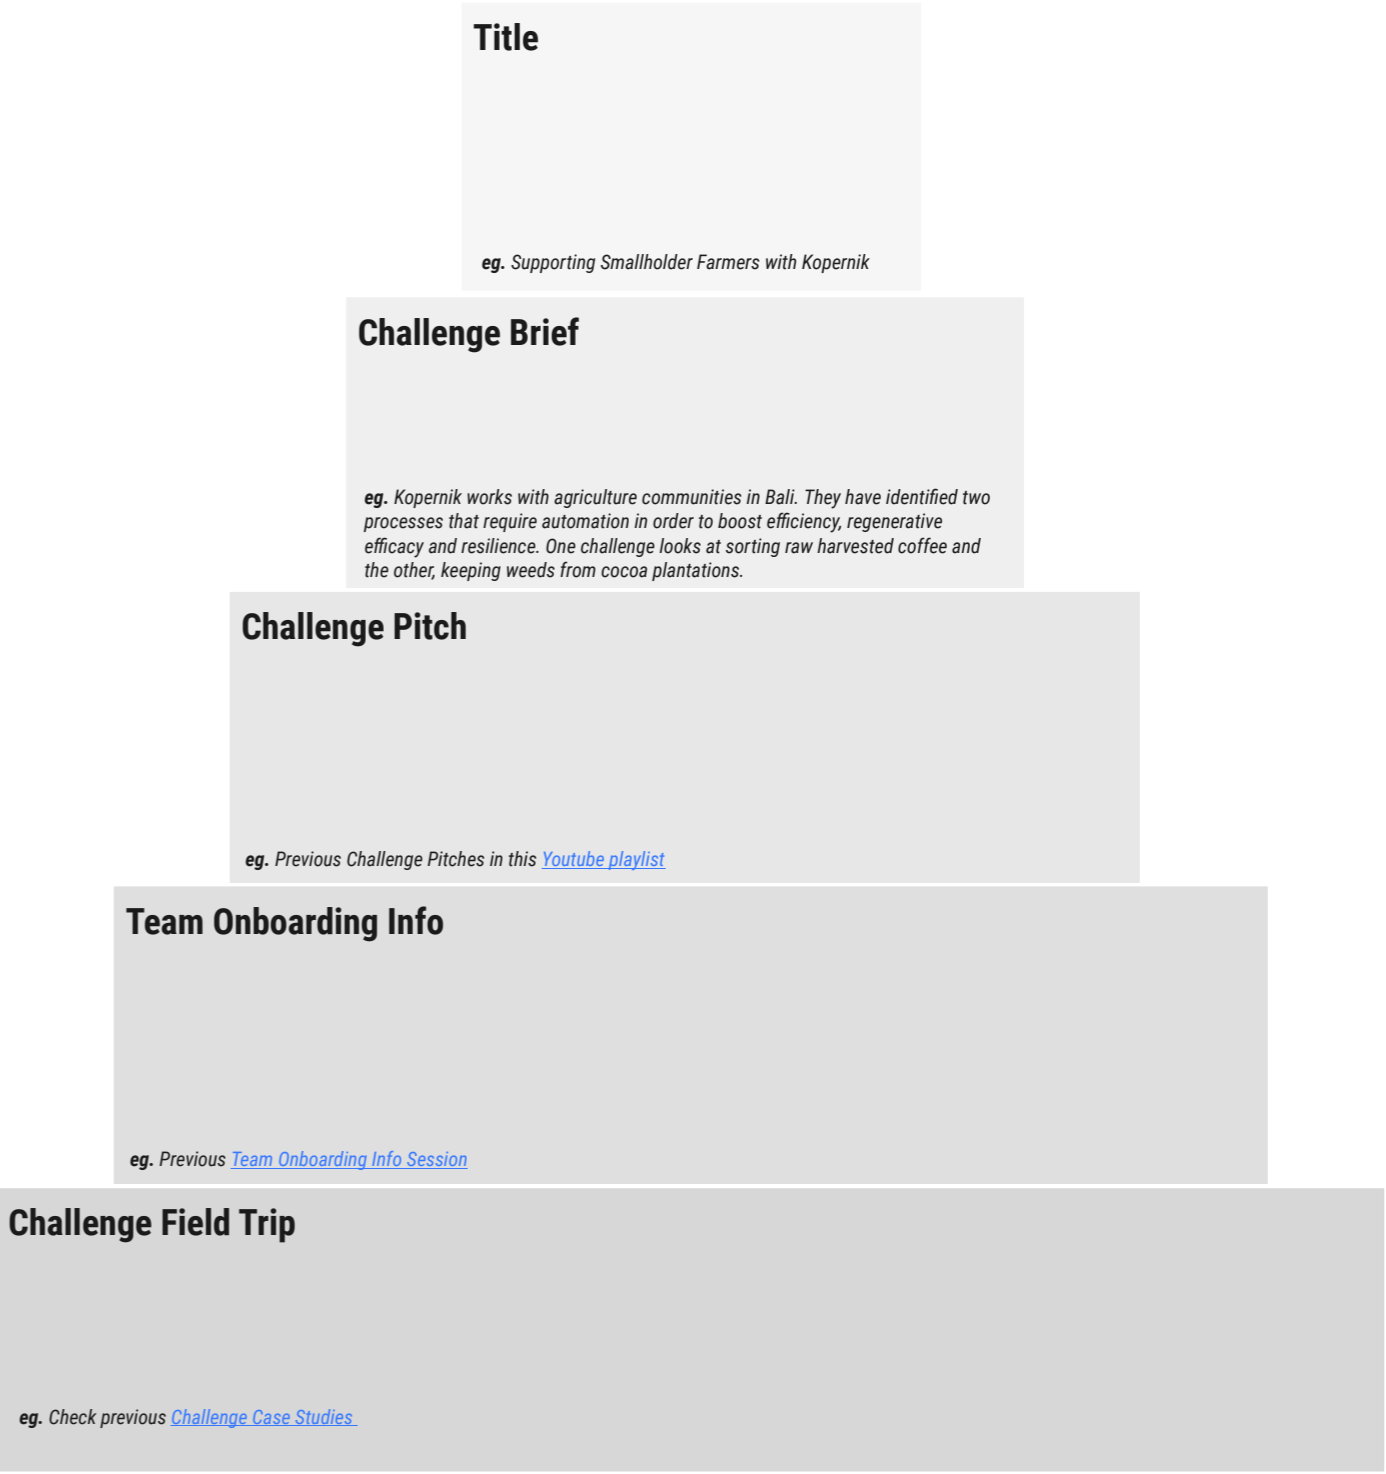 Title
eg. Supporting Smallholder Farmers with Kopernik
Challenge Brief
eg. Kopernik works with agriculture communities in Bali. They have identified two
processes that require automation in order to boost efficiency, regenerative
efficacy and resilience. One challenge looks at sorting raw harvested coffee and
the other, keeping weeds from cocoa plantations.
Challenge Pitch
eg. Previous Challenge Pitches in this Youtube playlist
Team Onboarding Info
eg. Previous Team Onboarding Info Session
Challenge Field Trip
eg. Check previous Challenge Case Studies